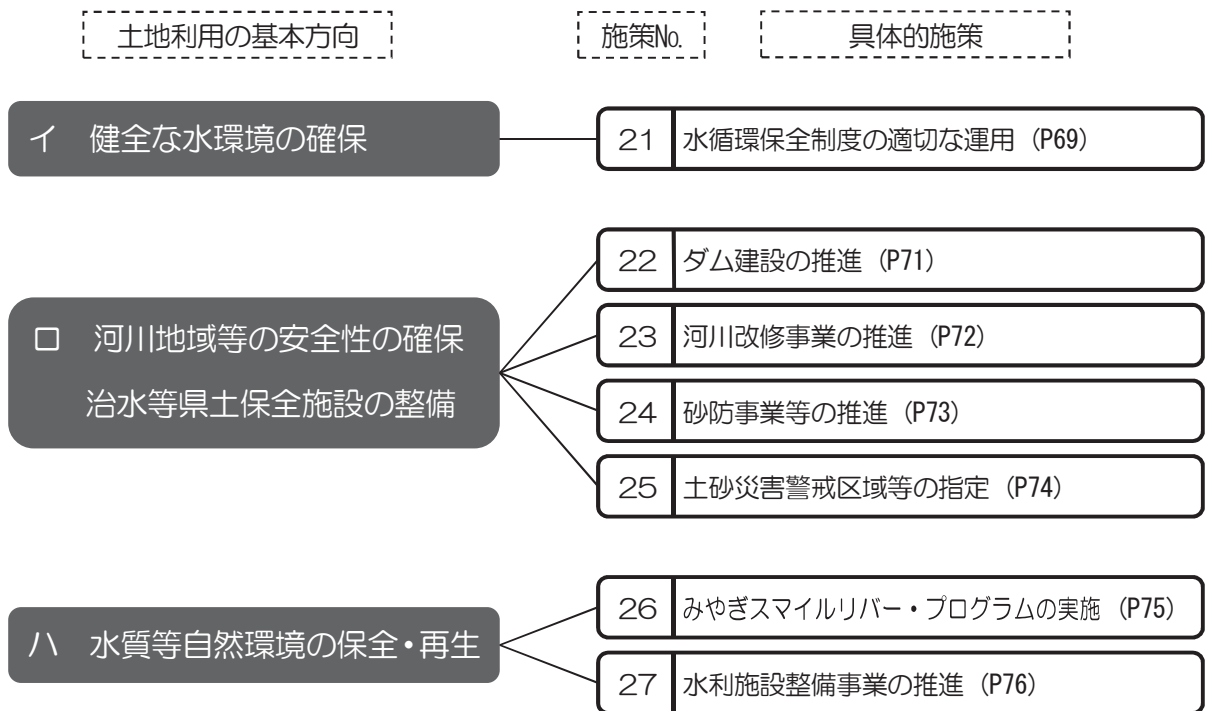 土地利用の基本方向 施策No. 具体的施策
イ 健全な水環境の確保
21 水循環保全制度の適切な運用（P69）
ロ 河川地域等の安全性の確保
治水等県土保全施設の整備
22 ダム建設の推進（P71）
23 河川改修事業の推進（P72）
24 砂防事業等の推進（P73）
25 土砂災害警戒区域等の指定（P74）
ハ 水質等自然環境の保全・再生
26 みやぎスマイルリバー・プログラムの実施（P75）
27 水利施設整備事業の推進（P76）